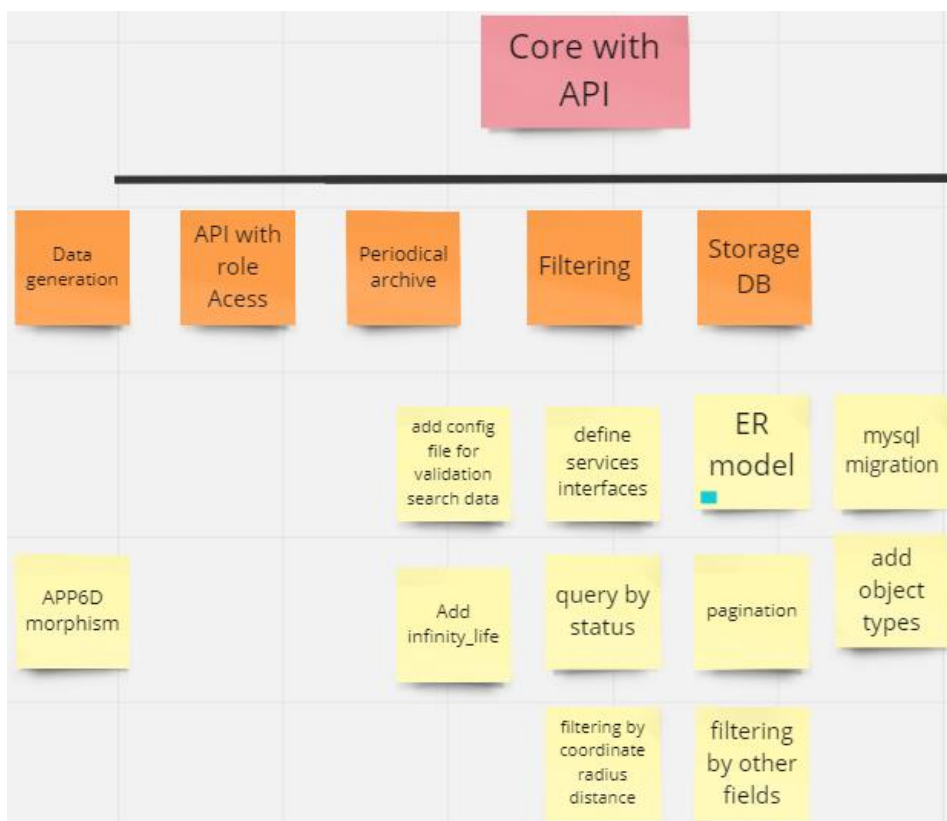 Core with
API
Data
generation
API with
role
Acess
Periodical
archive
Filtering
Storage
DB
add config
file for
validation
search data
define
services
interfaces
ER
model
mysql
migration
APP6D
morphism
Add
infinity_life
query by
status
pagination
add
object
types
filtering by
coordinate
radius
distance
filtering
by other
fields